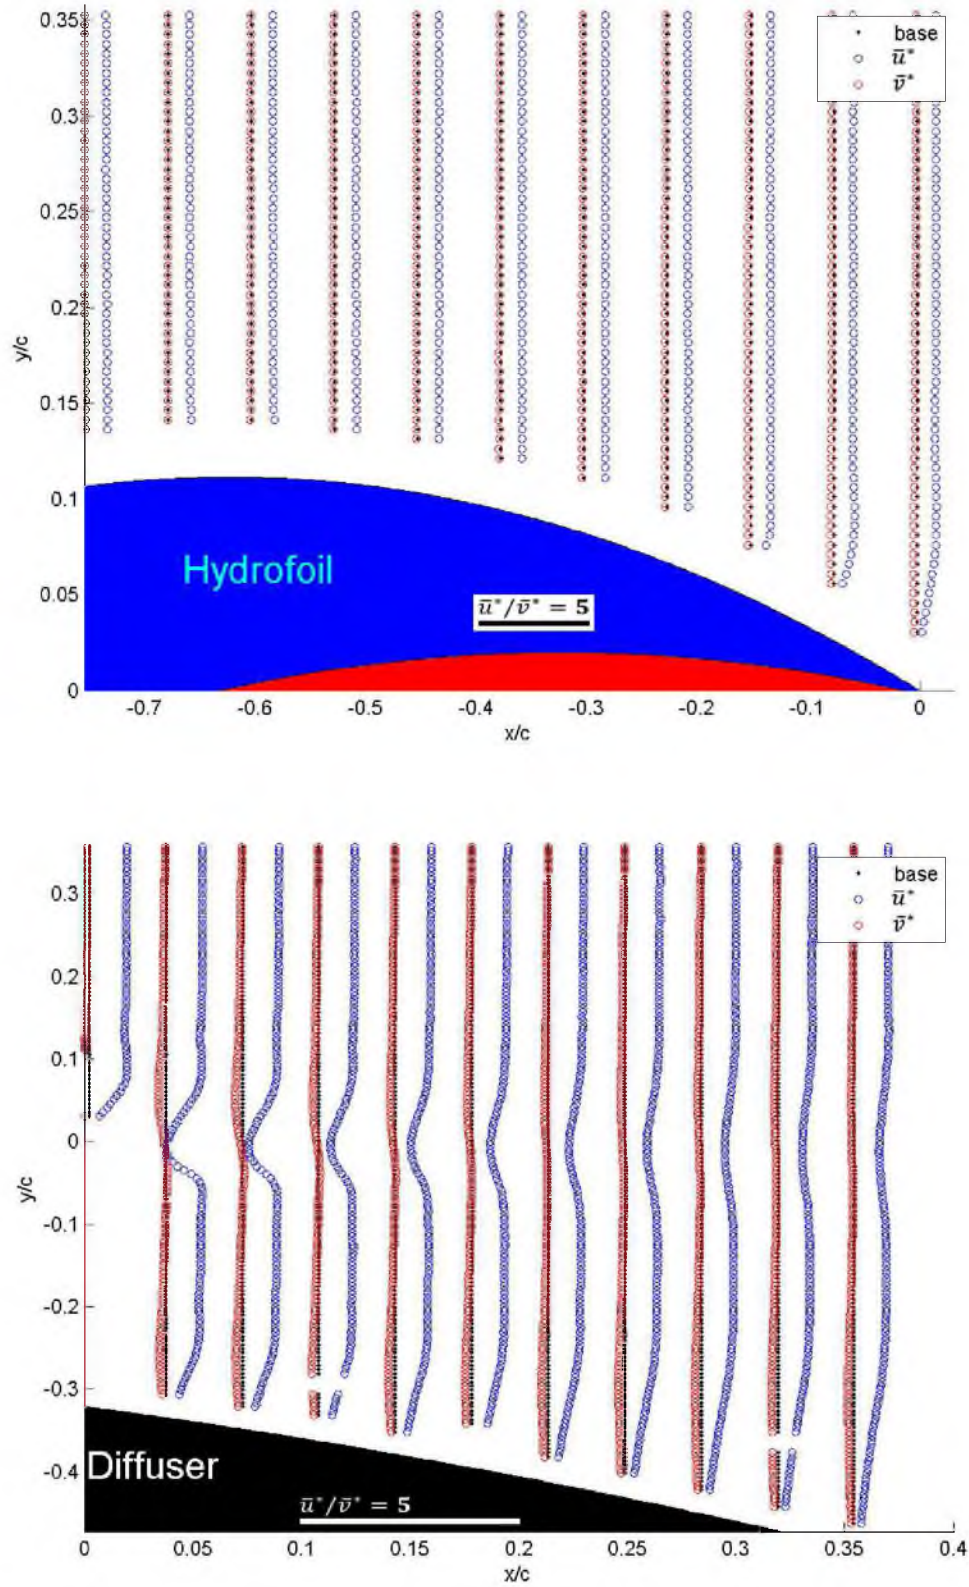 0.35
0.3
0.25
0.2
0.15
0.1
0.05
0
y/c
base
ū*
v̄*
Hydrofoil
ū*/v̄* = 5
-0.7 -0.6 -0.5 -0.4 -0.3 -0.2 -0.1 0
x/c
0.3
0.2
0.1
0
-0.1
-0.2
-0.3
-0.4
y/c
base
ū*
v̄*
Diffuser
ū*/v̄* = 5
0 0.05 0.1 0.15 0.2 0.25 0.3 0.35 0.4
x/c